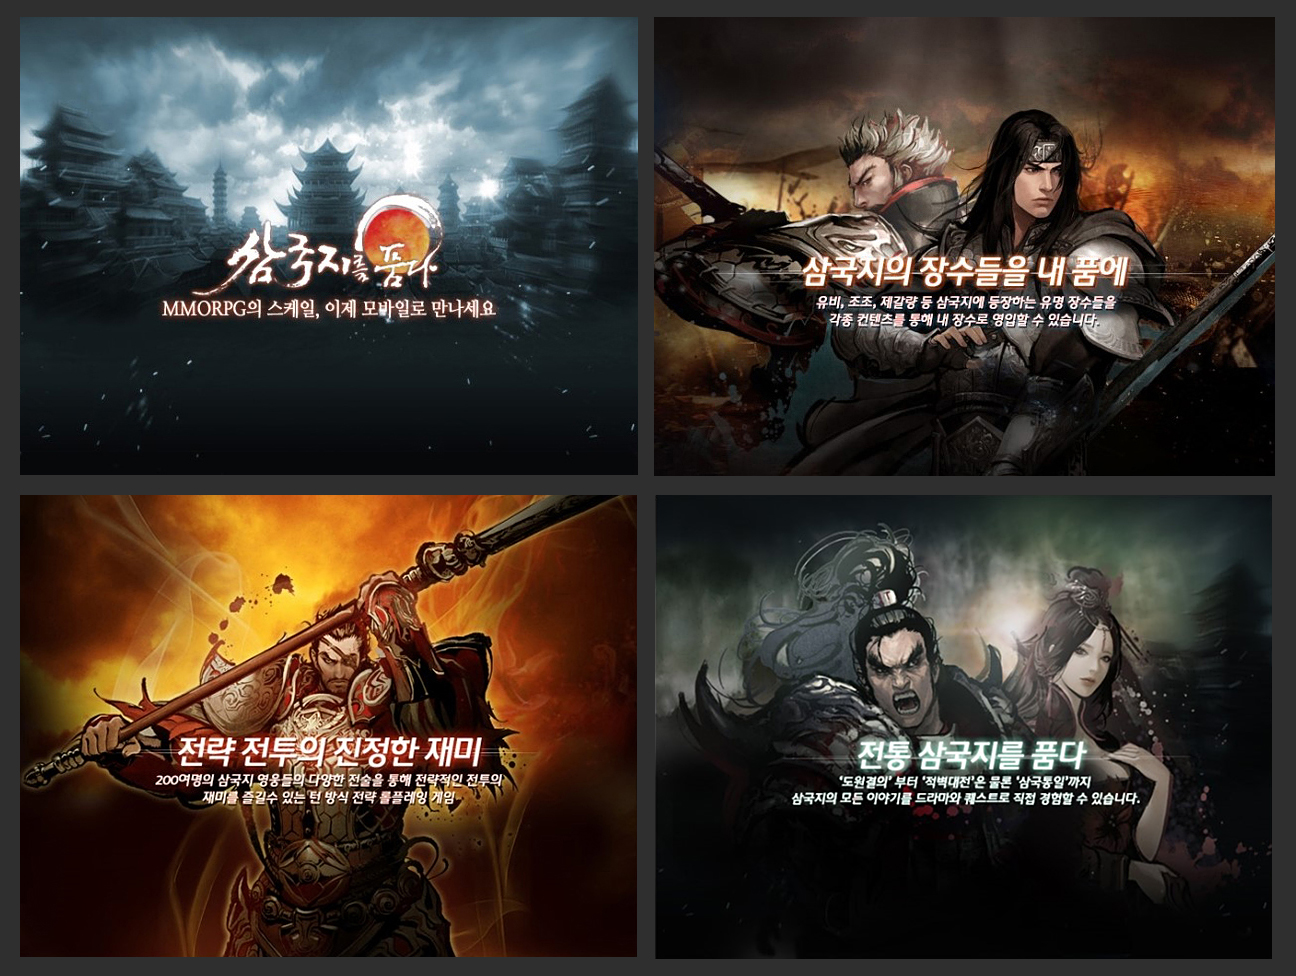 삼국지를 품다
MMORPG의 스케일, 이제 모바일로 만나세요
삼국지의 장수들을 내 품에
유비, 조조, 제갈량 등 삼국지에 등장하는 유명 장수들을
각종 컨텐츠를 통해 내 장수로 영입할 수 있습니다.
전략 전투의 진정한 재미
200여명의 삼국지 영웅들의 다양한 전술을 통해 전략적인 전투의
재미를 즐길수 있는 턴 방식 전략 롤플레잉 게임
전통 삼국지를 품다
'도원결의' 부터 '적벽대전'은 물론 '삼국통일'까지
삼국지의 모든 이야기를 드라마와 퀘스트로 직접 경험할 수 있습니다.